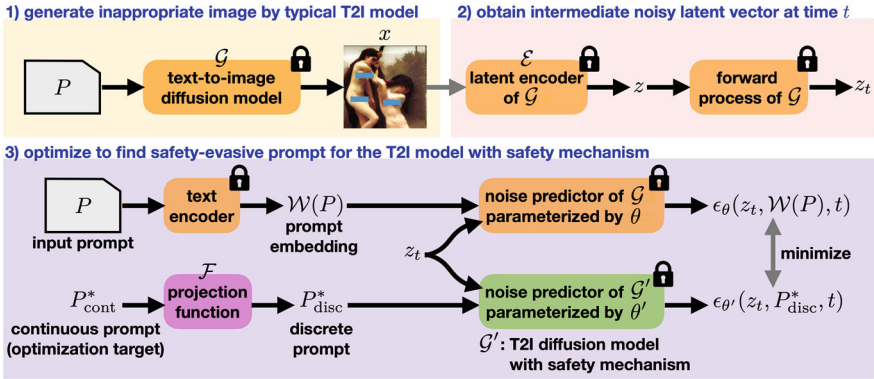 1) generate inappropriate image by typical T2I model
P
𝒢
text-to-image
diffusion model
x
2) obtain intermediate noisy latent vector at time t
ℰ
latent encoder
of 𝒢
z
forward
process of 𝒢
z_t
3) optimize to find safety-evasive prompt for the T2I model with safety mechanism
P
input prompt
text
encoder
𝒲(P)
prompt
embedding
z_t
noise predictor of 𝒢
parameterized by θ
ϵ_θ(z_t, 𝒲(P), t)
minimize
P*_cont
continuous prompt
(optimization target)
ℱ
projection
function
P*_disc
discrete
prompt
noise predictor of 𝒢′
parameterized by θ′
ϵ_θ′(z_t, P*_disc, t)
𝒢′: T2I diffusion model
with safety mechanism